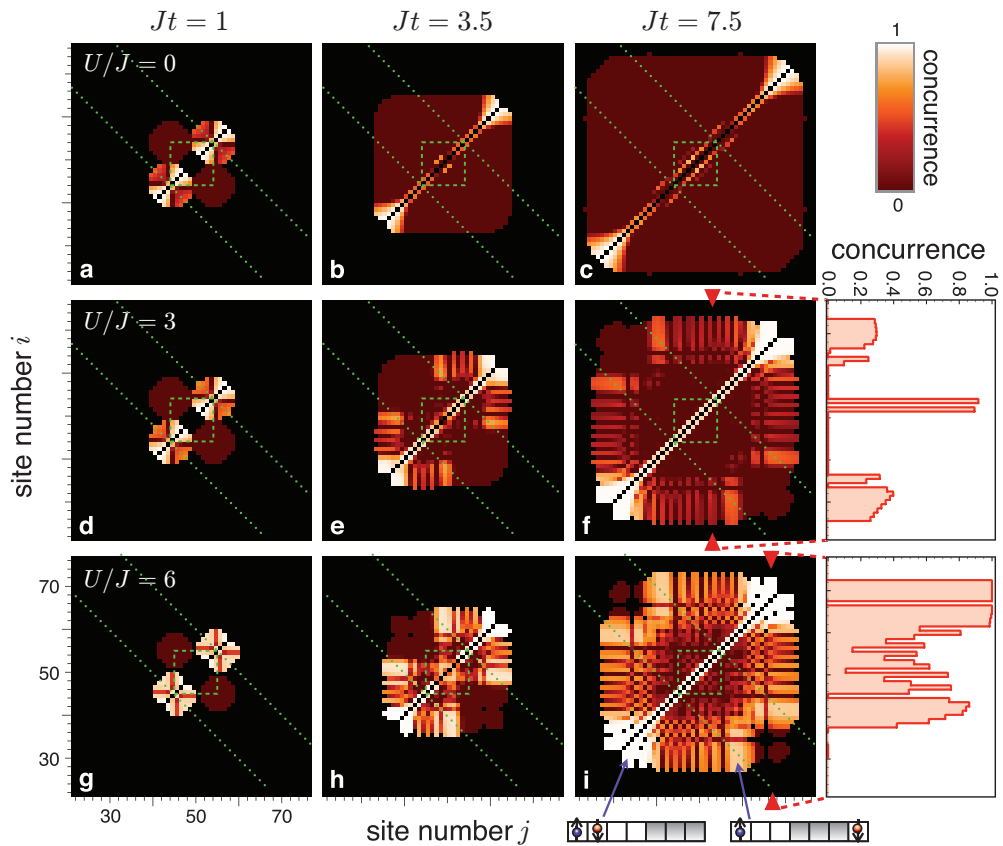 Jt = 1
Jt = 3.5
Jt = 7.5
1
concurrence
0
U/J = 0
a
b
c
concurrence
0.0 0.2 0.4 0.6 0.8 1.0
site number i
U/J = 3
d
e
f
U/J = 6
70
50
30
g
h
i
30 50 70
site number j